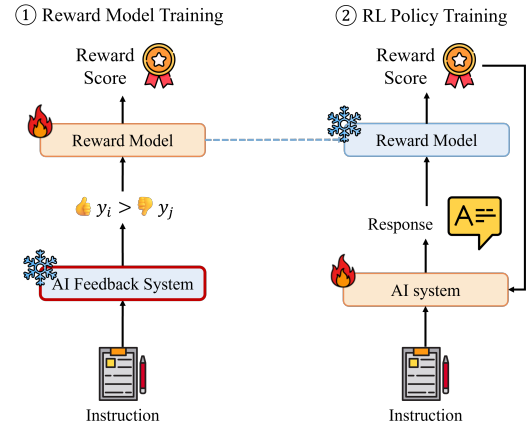 ① Reward Model Training
Reward
Score
Reward Model
y_i > y_j
AI Feedback System
Instruction
② RL Policy Training
Reward
Score
Reward Model
Response
A
AI system
Instruction